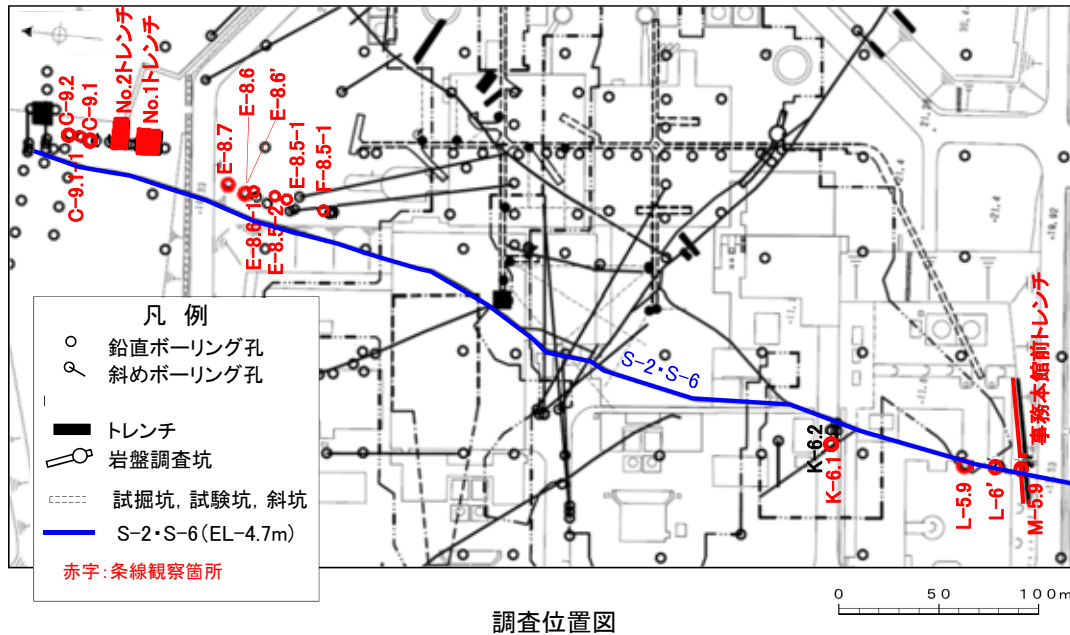 C-9.2
C-9.1
C-9.1-1
No.2トレンチ
No.1トレンチ
E-8.7
E-8.6
E-8.6'
E-8.6-1
E-8.5-2
E-8.5-1
F-8.5-1
S-2・S-6
K-6.2
K-6.1
L-5.9
L-6'
M-5.9
事務本館前トレンチ
21.4
21.4
凡 例
鉛直ボーリング孔
斜めボーリング孔
トレンチ
岩盤調査坑
試掘坑, 試験坑, 斜坑
S-2・S-6(EL-4.7m)
赤字:条線観察箇所
0 50 100m
調査位置図